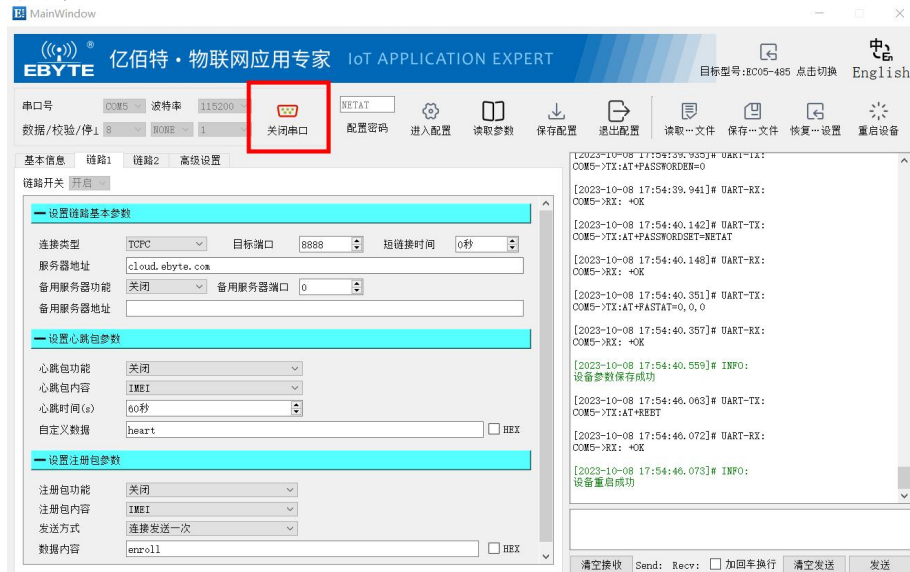 MainWindow
EBYTE ® 亿佰特·物联网应用专家 IoT APPLICATION EXPERT
目标型号:EC05-485 点击切换
中En
English
串口号 COM5 波特率 115200
数据/校验/停止 8 NONE 1
关闭串口
NETAT
配置密码 进入配置 读取参数 保存配置 退出配置 读取…文件 保存…文件 恢复…设置 重启设备
基本信息 链路1 链路2 高级设置
链路开关 开启
设置链路基本参数
连接类型 TCPC 目标端口 8888 短链接时间 0秒
服务器地址 cloud.ebyte.com
备用服务器功能 关闭 备用服务器端口 0
备用服务器地址
设置心跳包参数
心跳包功能 关闭
心跳包内容 IMEI
心跳时间(s) 60秒
自定义数据 heart HEX
设置注册包参数
注册包功能 关闭
注册包内容 IMEI
发送方式 连接发送一次
数据内容 enroll HEX
[2023-10-08 17:54:39.935]# UART-TX:
COM5->TX:AT+PASSWORDEN=0
[2023-10-08 17:54:39.941]# UART-RX:
COM5->RX: +OK
[2023-10-08 17:54:40.142]# UART-TX:
COM5->TX:AT+PASSWORDSET=NETAT
[2023-10-08 17:54:40.148]# UART-RX:
COM5->RX: +OK
[2023-10-08 17:54:40.351]# UART-TX:
COM5->TX:AT+FASTAT=0,0,0
[2023-10-08 17:54:40.357]# UART-RX:
COM5->RX: +OK
[2023-10-08 17:54:40.559]# INFO:
设备参数保存成功
[2023-10-08 17:54:46.063]# UART-TX:
COM5->TX:AT+REBT
[2023-10-08 17:54:46.072]# UART-RX:
COM5->RX: +OK
[2023-10-08 17:54:46.073]# INFO:
设备重启成功
清空接收 Send: Recv: 加回车换行 清空发送 发送